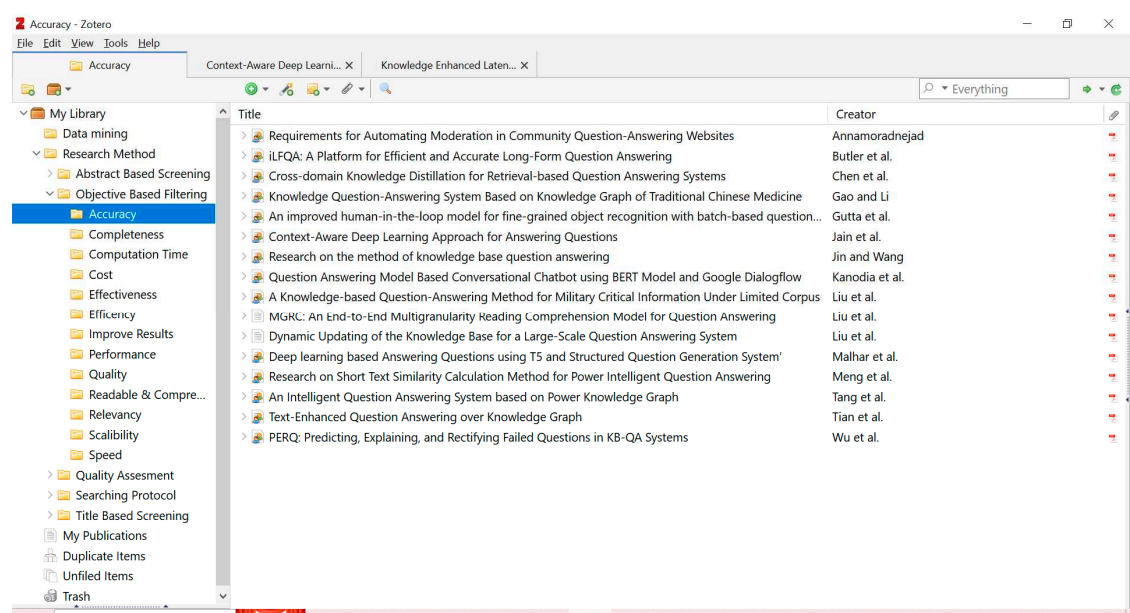 Accuracy - Zotero
File Edit View Tools Help
Accuracy Context-Aware Deep Learni... Knowledge Enhanced Laten...
Everything
My Library
Data mining
Research Method
Abstract Based Screening
Objective Based Filtering
Accuracy
Completeness
Computation Time
Cost
Effectiveness
Efficency
Improve Results
Performance
Quality
Readable & Compre...
Relevancy
Scalibility
Speed
Quality Assesment
Searching Protocol
Title Based Screening
My Publications
Duplicate Items
Unfiled Items
Trash
Title Creator
Requirements for Automating Moderation in Community Question-Answering Websites Annamoradnejad
iLFQA: A Platform for Efficient and Accurate Long-Form Question Answering Butler et al.
Cross-domain Knowledge Distillation for Retrieval-based Question Answering Systems Chen et al.
Knowledge Question-Answering System Based on Knowledge Graph of Traditional Chinese Medicine Gao and Li
An improved human-in-the-loop model for fine-grained object recognition with batch-based question... Gutta et al.
Context-Aware Deep Learning Approach for Answering Questions Jain et al.
Research on the method of knowledge base question answering Jin and Wang
Question Answering Model Based Conversational Chatbot using BERT Model and Google Dialogflow Kanodia et al.
A Knowledge-based Question-Answering Method for Military Critical Information Under Limited Corpus Liu et al.
MGRC: An End-to-End Multigranularity Reading Comprehension Model for Question Answering Liu et al.
Dynamic Updating of the Knowledge Base for a Large-Scale Question Answering System Liu et al.
Deep learning based Answering Questions using T5 and Structured Question Generation System' Malhar et al.
Research on Short Text Similarity Calculation Method for Power Intelligent Question Answering Meng et al.
An Intelligent Question Answering System based on Power Knowledge Graph Tang et al.
Text-Enhanced Question Answering over Knowledge Graph Tian et al.
PERQ: Predicting, Explaining, and Rectifying Failed Questions in KB-QA Systems Wu et al.